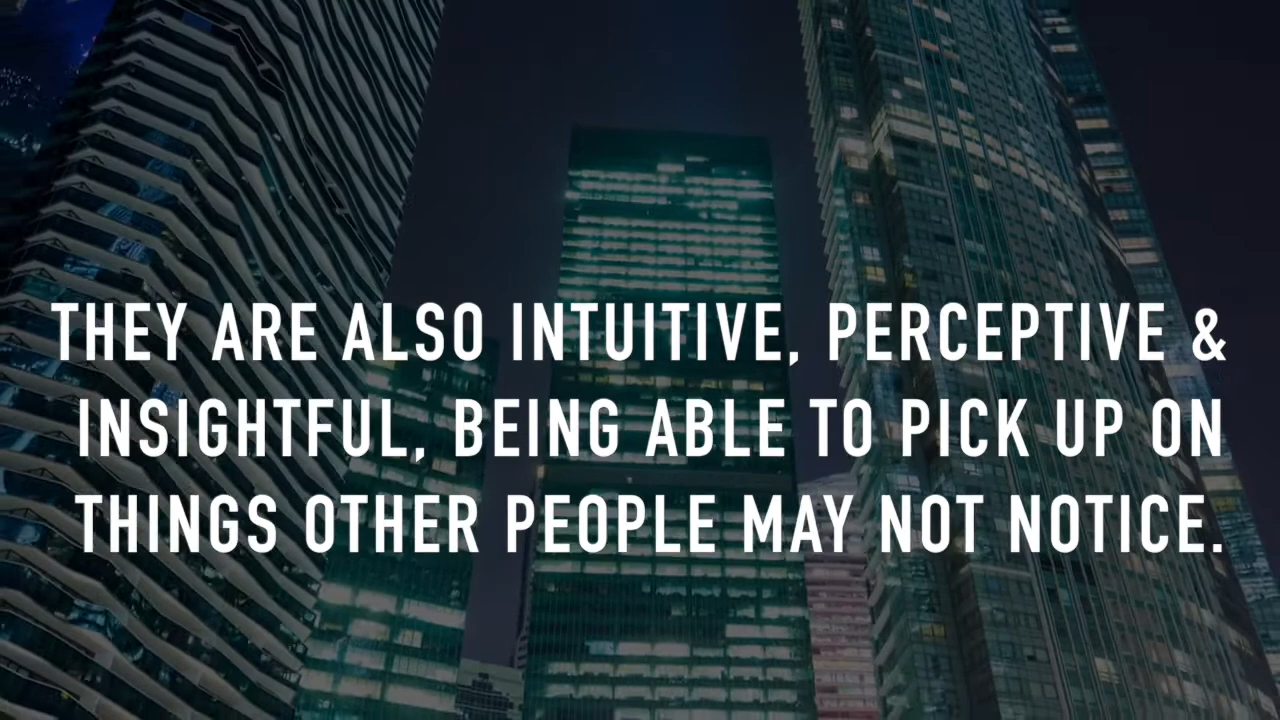 THEY ARE ALSO INTUITIVE, PERCEPTIVE &
INSIGHTFUL, BEING ABLE TO PICK UP ON
THINGS OTHER PEOPLE MAY NOT NOTICE.